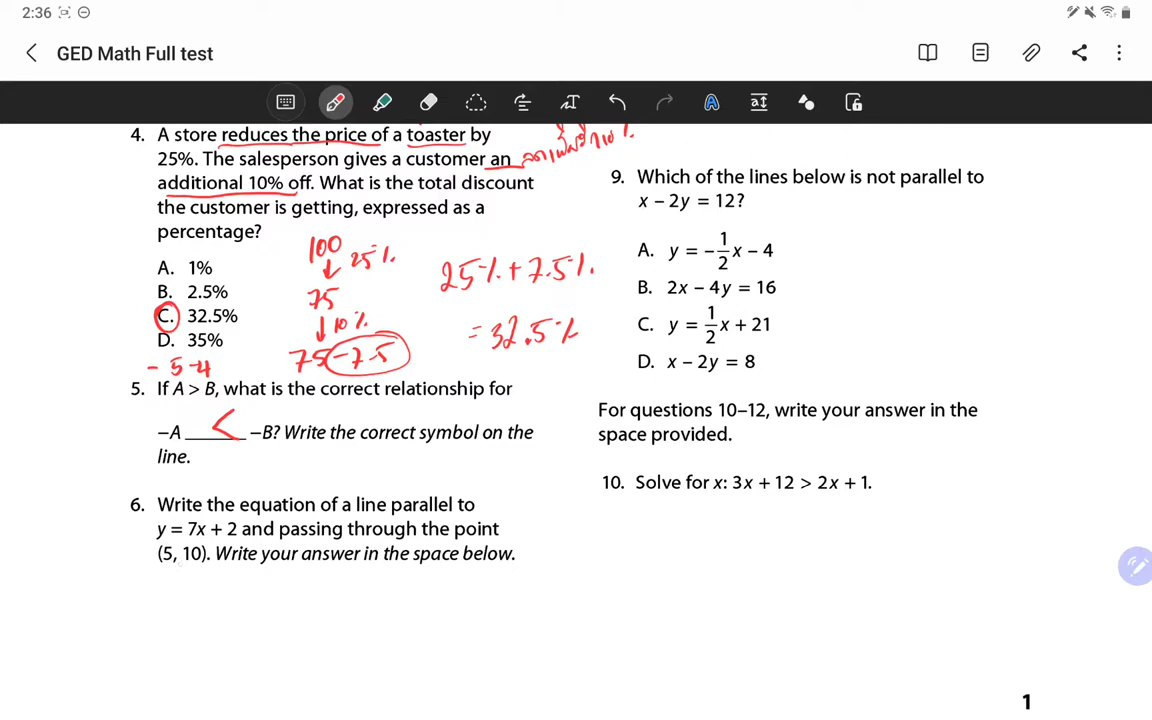 2:36
GED Math Full test
4. A store reduces the price of a toaster by
25%. The salesperson gives a customer an
additional 10% off. What is the total discount
the customer is getting, expressed as a
percentage?
A. 1%
B. 2.5%
C. 32.5%
D. 35%
100
25%
75
10%
75 - 7.5
25% + 7.5%
= 32.5%
- 5 -4
5. If A > B, what is the correct relationship for
–A < –B? Write the correct symbol on the
line.
6. Write the equation of a line parallel to
y = 7x + 2 and passing through the point
(5, 10). Write your answer in the space below.
9. Which of the lines below is not parallel to
x – 2y = 12?
A. y = –1/2x – 4
B. 2x – 4y = 16
C. y = 1/2x + 21
D. x – 2y = 8
For questions 10–12, write your answer in the
space provided.
10. Solve for x: 3x + 12 > 2x + 1.
1